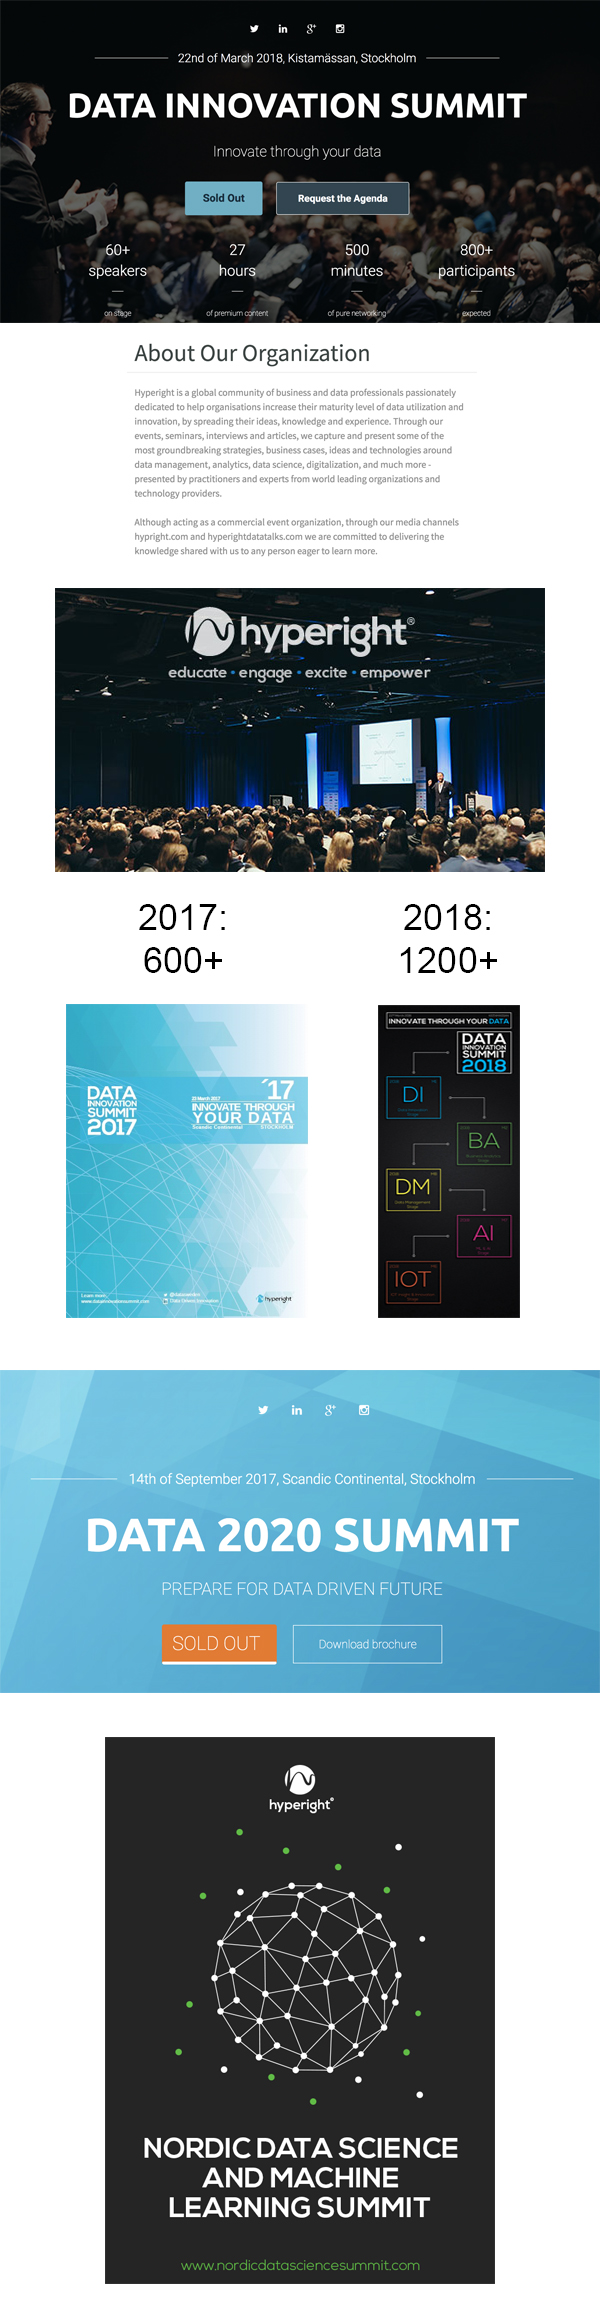 22nd of March 2018, Kistamässan, Stockholm
DATA INNOVATION SUMMIT
Innovate through your data
Sold Out
Request the Agenda
60+ speakers
on stage
27 hours
of premium content
500 minutes
of pure networking
800+ participants
expected
About Our Organization
Hyperight is a global community of business and data professionals passionately
dedicated to help organisations increase their maturity level of data utilization and
innovation, by spreading their ideas, knowledge and experience. Through our
events, seminars, interviews and articles, we capture and present some of the
most groundbreaking strategies, business cases, ideas and technologies around
data management, analytics, data science, digitalization, and much more -
presented by practitioners and experts from world leading organizations and
technology providers.
Although acting as a commercial event organization, through our media channels
hypright.com and hyperightdatatalks.com we are committed to delivering the
knowledge shared with us to any person eager to learn more.
hyperight®
educate • engage • excite • empower
2017:
600+
2018:
1200+
DATA
INNOVATION
SUMMIT
2017
´17
23 March 2017
INNOVATE THROUGH
YOUR DATA
Scandic Continental STOCKHOLM
hyperight
INNOVATE THROUGH YOUR DATA
DATA
INNOVATION
SUMMIT
2018
DI
BA
DM
Data Management
Stage
AI
IOT
14th of September 2017, Scandic Continental, Stockholm
DATA 2020 SUMMIT
PREPARE FOR DATA DRIVEN FUTURE
SOLD OUT
Download brochure
hyperight®
NORDIC DATA SCIENCE
AND MACHINE
LEARNING SUMMIT
www.nordicdatasciencesummit.com